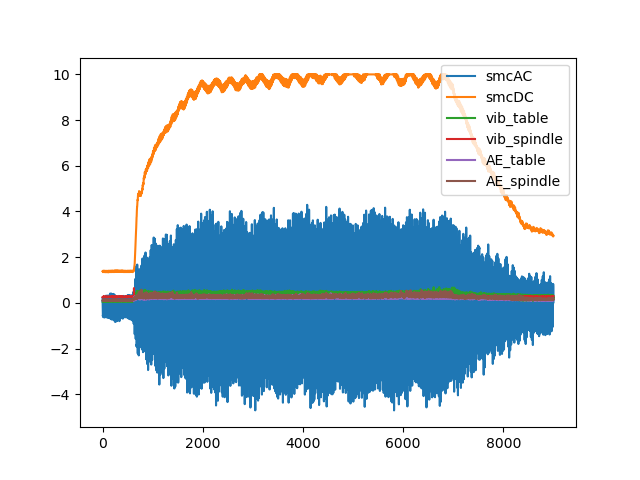 10
8
6
4
2
0
−2
−4
0
2000
4000
6000
8000
smcAC
smcDC
vib_table
vib_spindle
AE_table
AE_spindle